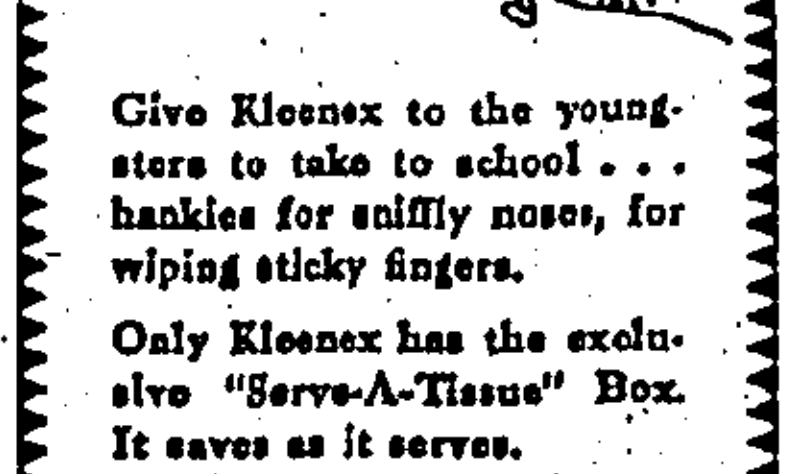 Give Kleenex to the young-
sters to take to school . . .
hankies for sniffly noses, for
wiping sticky fingers.
Only Kleenex has the exclu-
sive "Serve-A-Tissue" Box.
It saves as it serves.